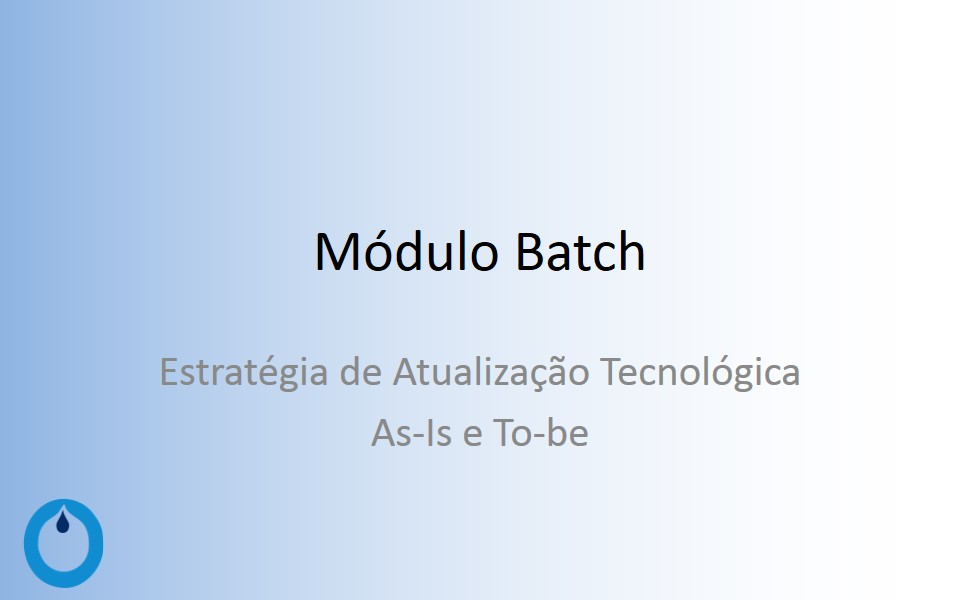 Módulo Batch
Estratégia de Atualização Tecnológica
As-Is e To-be